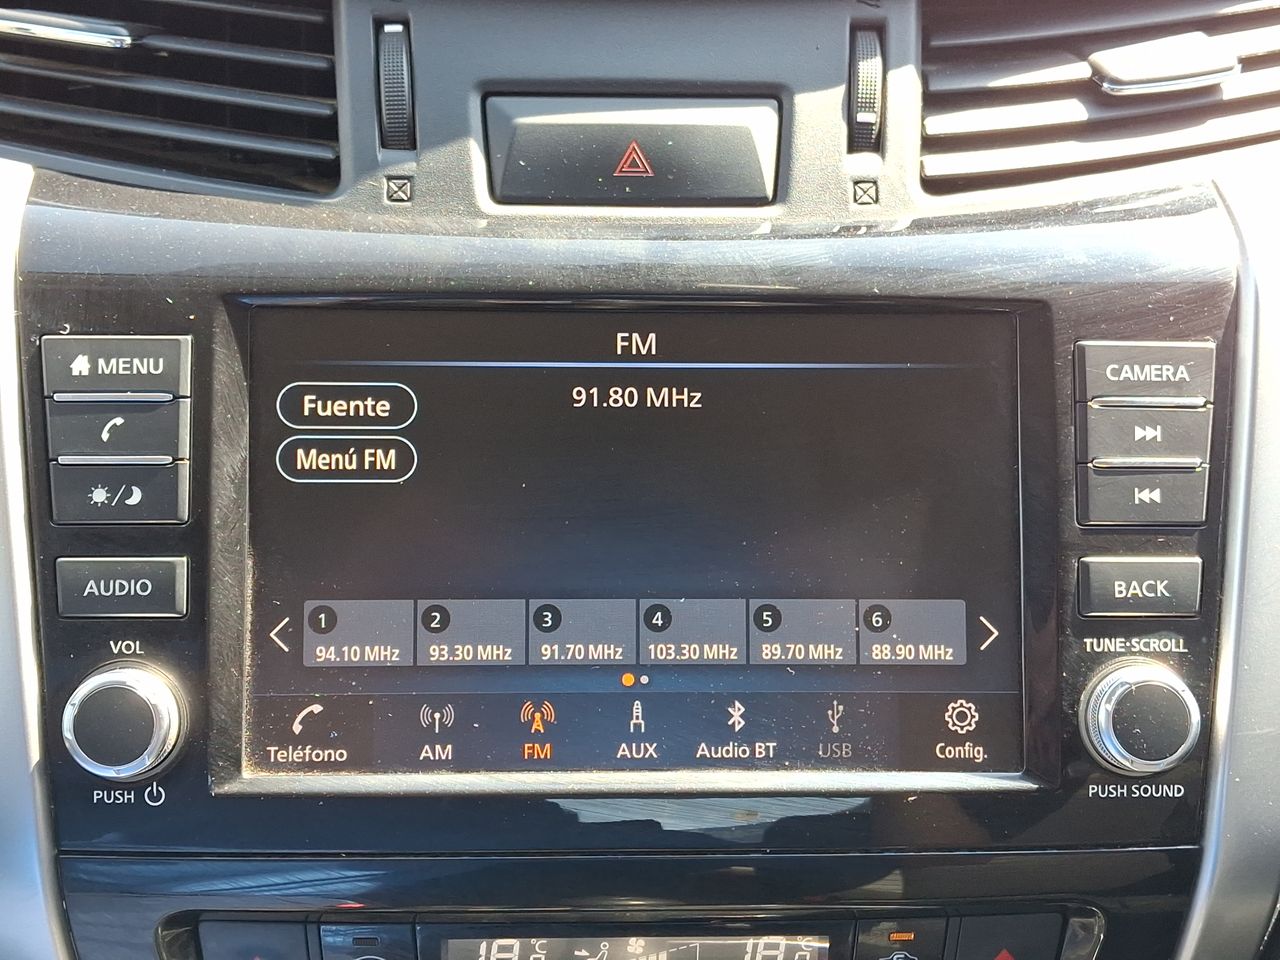 FM
MENU
CAMERA
Fuente
91.80 MHz
Menú FM
AUDIO
BACK
1
2
3
4
5
6
94.10 MHz
93.30 MHz
91.70 MHz
103.30 MHz
89.70 MHz
88.90 MHz
VOL
TUNE·SCROLL
Teléfono
AM
FM
AUX
Audio BT
USB
Config.
PUSH
PUSH SOUND
18°C
18°C